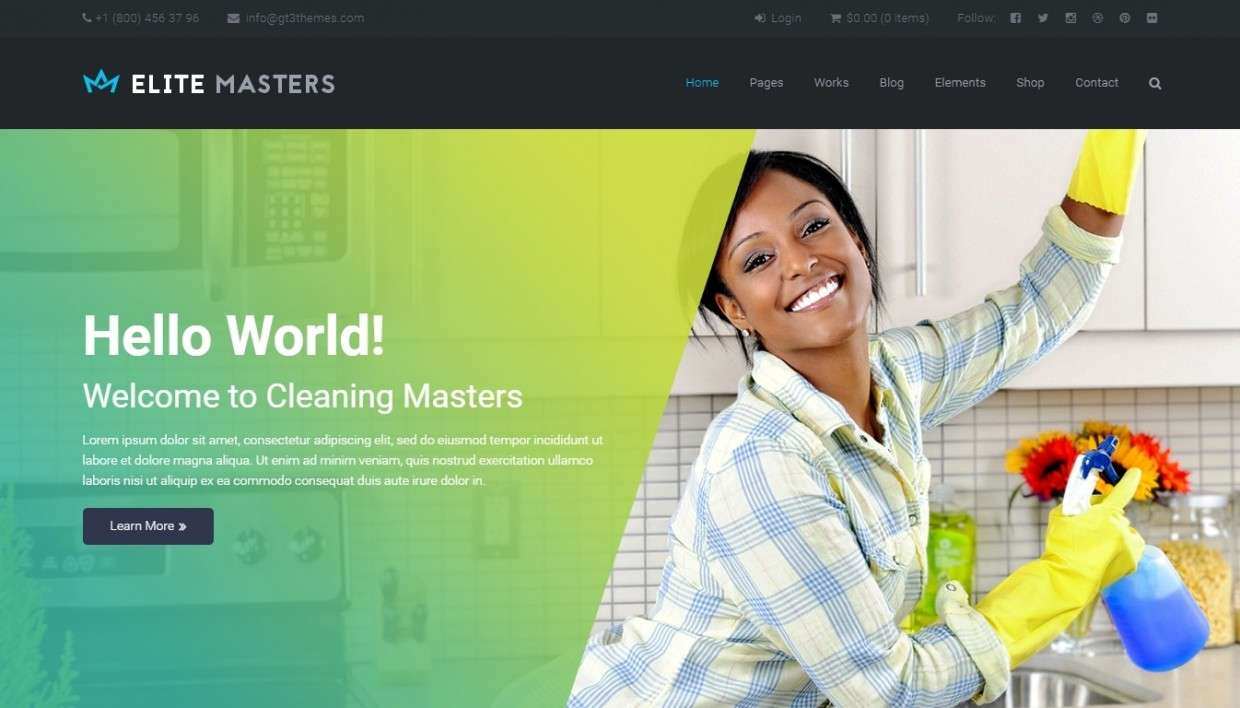 +1 (800) 456 37 96 info@gt3themes.com Login $0.00 (0 items) Follow:
ELITE MASTERS Home Pages Works Blog Elements Shop Contact
Hello World!
Welcome to Cleaning Masters
Lorem ipsum dolor sit amet, consectetur adipiscing elit, sed do eiusmod tempor incididunt ut
labore et dolore magna aliqua. Ut enim ad minim veniam, quis nostrud exercitation ullamco
laboris nisi ut aliquip ex ea commodo consequat duis aute irure dolor in.
Learn More »